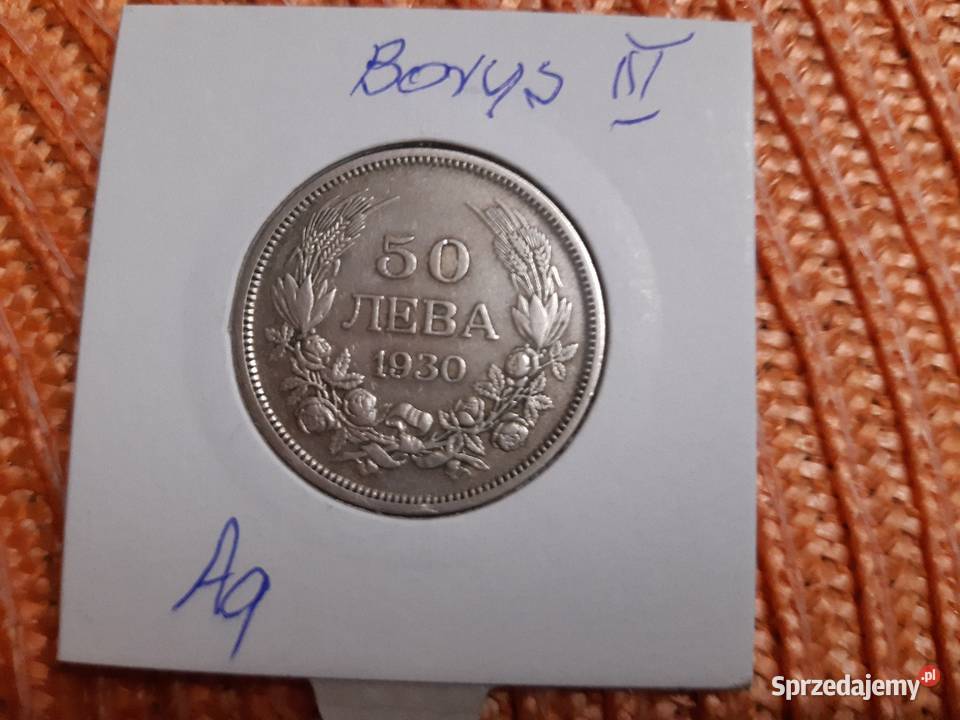 Borys III
50
ЛЕВА
1930
Ag
Sprzedajemy.pl